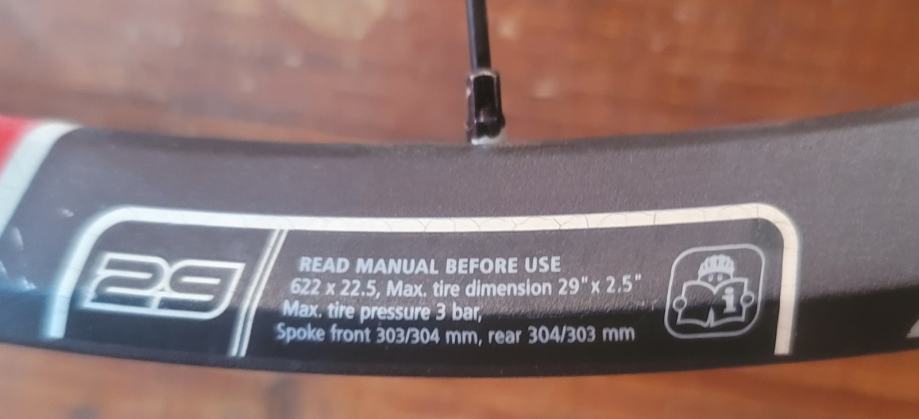 29
READ MANUAL BEFORE USE
622 x 22.5, Max. tire dimension 29" x 2.5"
Max. tire pressure 3 bar,
Spoke front 303/304 mm, rear 304/303 mm
i